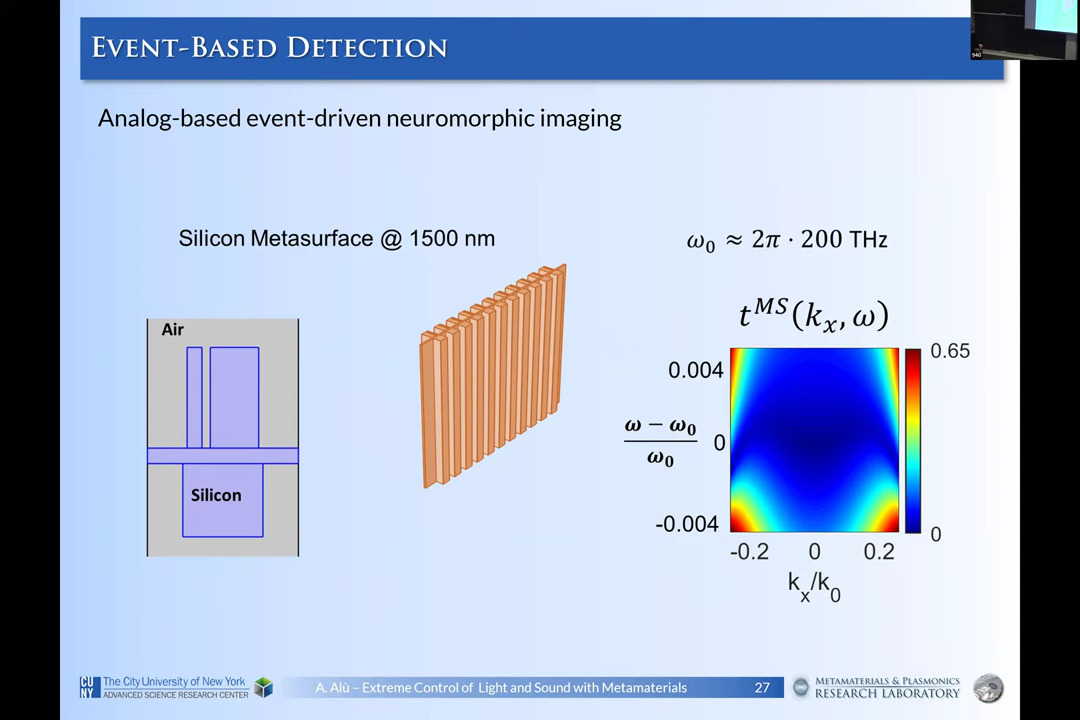 EVENT-BASED DETECTION
Analog-based event-driven neuromorphic imaging
Silicon Metasurface @ 1500 nm
Air
Silicon
ω₀ ≈ 2π · 200 THz
t^{MS}(kₓ, ω)
0.65
0.004
(ω − ω₀)/ω₀
0
-0.004
0
-0.2 0 0.2
kₓ/k₀
940
CU
NY
The City University of New York
ADVANCED SCIENCE RESEARCH CENTER
A. Alù – Extreme Control of Light and Sound with Metamaterials
27
METAMATERIALS & PLASMONICS
RESEARCH LABORATORY